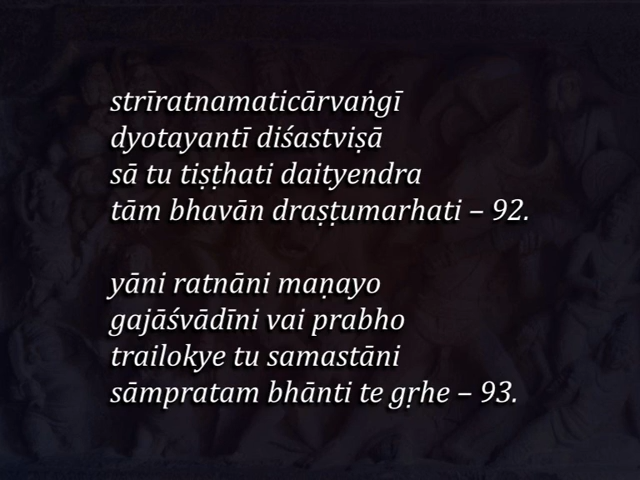 strīratnamaticārvaṅgī
dyotayantī diśastviṣā
sā tu tiṣṭhati daityendra
tām bhavān draṣṭumarhati – 92.
yāni ratnāni maṇayo
gajāśvādīni vai prabho
trailokye tu samastāni
sāmpratam bhānti te gṛhe – 93.